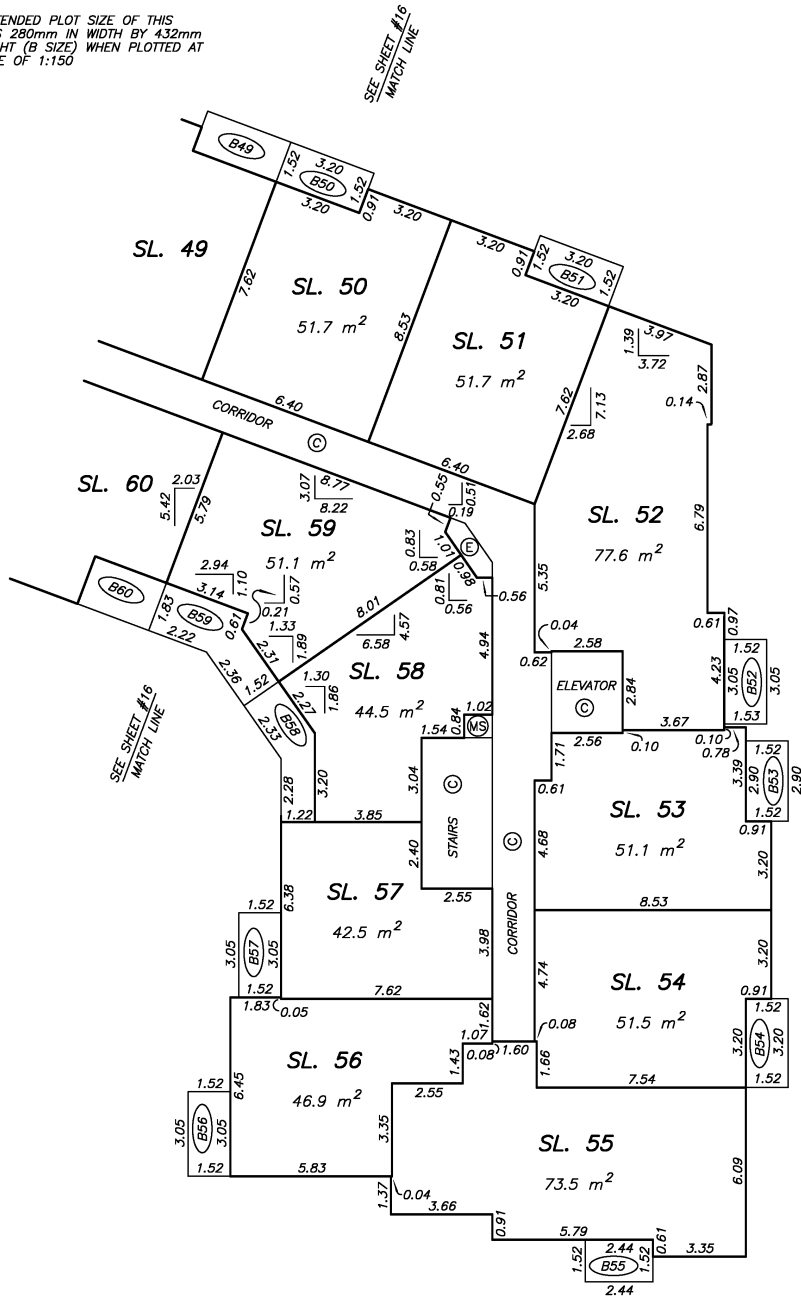 TENDED PLOT SIZE OF THIS
S 280mm IN WIDTH BY 432mm
HT (B SIZE) WHEN PLOTTED AT
E OF 1:150
SEE SHEET #16
MATCH LINE
B49
1.52
3.20
B50
1.52
3.20
0.91
3.20
3.20
0.91
1.52
3.20
B51
1.52
3.20
SL. 49
7.62
SL. 50
51.7 m²
8.53
SL. 51
51.7 m²
7.62
7.13
2.68
1.39
3.97
3.72
2.87
0.14
6.40
CORRIDOR
C
6.40
SL. 60
2.03
5.42
5.79
3.07
8.77
8.22
SL. 59
51.1 m²
0.55
0.51
0.19
E
0.83
0.58
1.01
0.98
0.81
0.56
0.56
SL. 52
77.6 m²
6.79
5.35
2.94
1.10
3.14
0.57
0.21
B60
1.83
B59
2.22
0.61
1.33
1.89
2.31
2.36
1.52
8.01
6.58
4.57
4.94
0.04
2.58
0.62
ELEVATOR
C
2.84
0.61
0.97
1.52
4.23
3.05
B52
3.05
1.53
SEE SHEET #16
MATCH LINE
1.30
1.86
2.27
B58
2.33
SL. 58
44.5 m²
1.02
0.84
MS
1.54
3.67
0.10
2.56
1.71
0.61
0.10
0.78
3.39
1.52
2.90
B53
2.90
1.52
0.91
2.28
3.20
3.04
C
STAIRS
1.22
3.85
2.40
2.55
C
CORRIDOR
4.68
SL. 53
51.1 m²
3.20
8.53
6.38
SL. 57
42.5 m²
3.98
1.52
3.05
B57
3.05
1.52
7.62
1.83
0.05
4.74
SL. 54
51.5 m²
3.20
0.91
1.52
3.20
B54
3.20
1.52
1.62
1.07
0.08
1.60
0.08
1.66
7.54
1.43
2.55
SL. 56
46.9 m²
6.45
1.52
3.05
B56
3.05
1.52
5.83
3.35
SL. 55
73.5 m²
6.09
1.37
0.04
3.66
0.91
5.79
0.61
3.35
1.52
2.44
B55
1.52
2.44